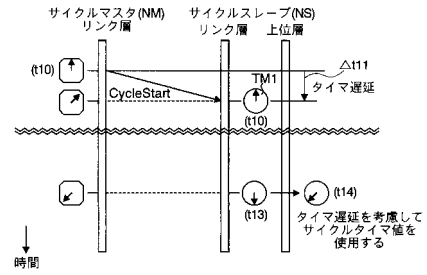 サイクルマスタ(NM) サイクルスレーブ(NS)
リンク層 リンク層 上位層
(t10) TM1 △t11
CycleStart タイマ遅延
(t10)
(t13) (t14)
タイマ遅延を考慮して
サイクルタイマ値を
使用する
時間